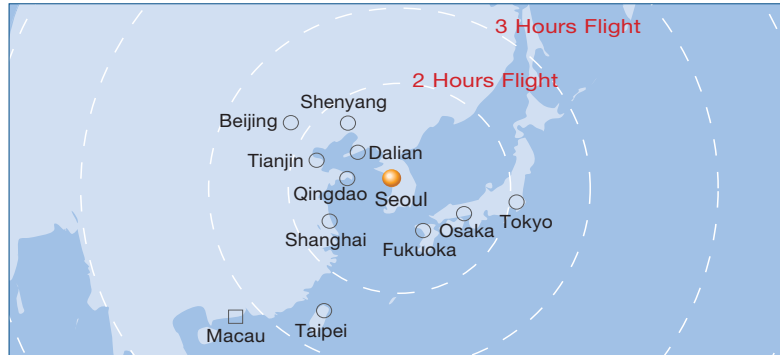 3 Hours Flight
2 Hours Flight
Shenyang
Beijing
Dalian
Tianjin
Qingdao
Seoul
Shanghai
Tokyo
Osaka
Fukuoka
Macau
Taipei